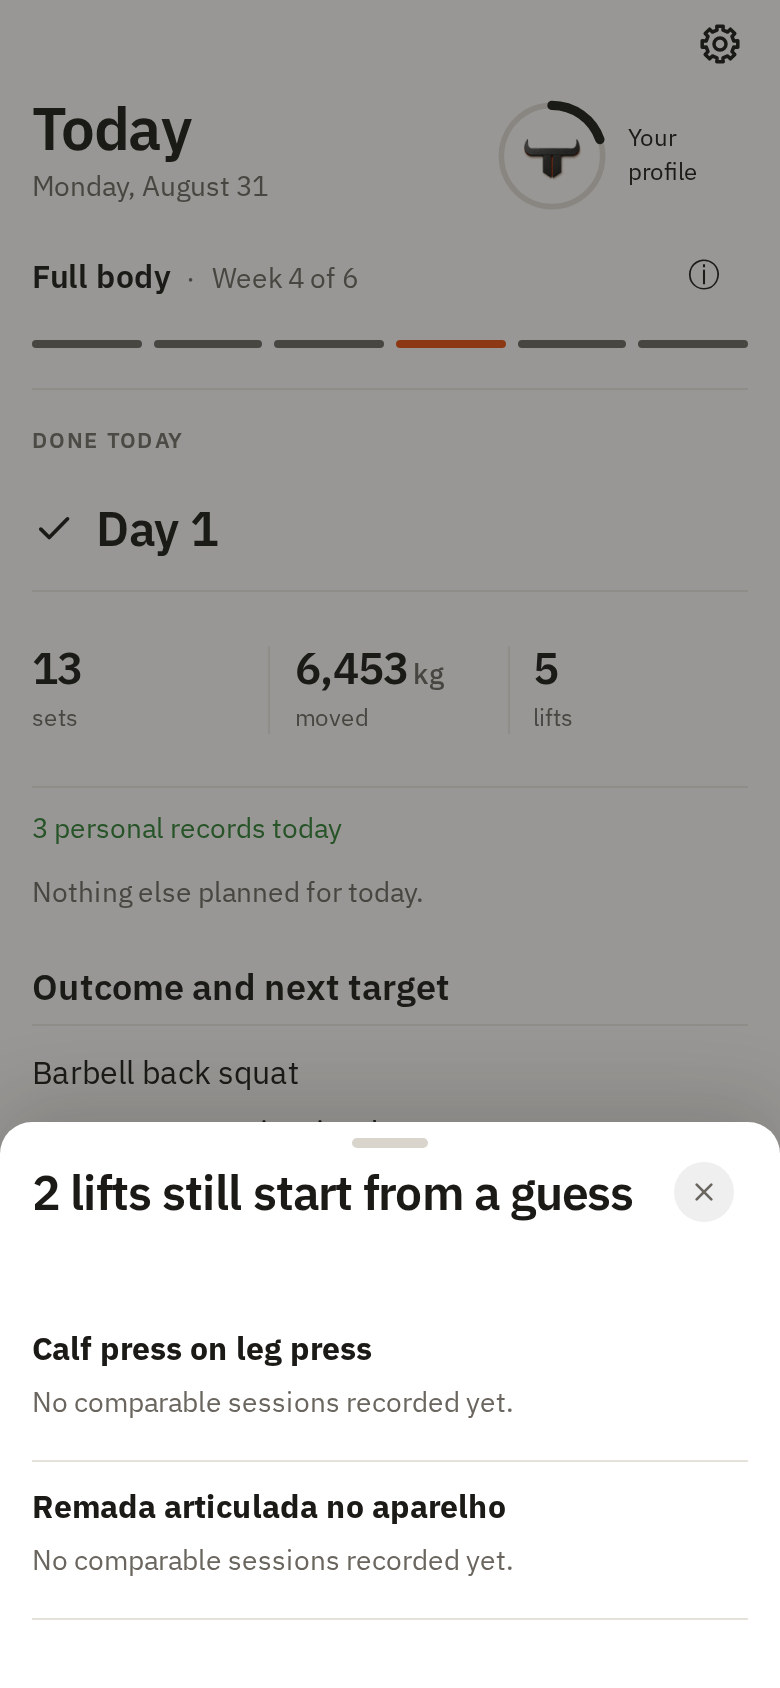 Today
Monday, August 31
Your
profile
Full body · Week 4 of 6
DONE TODAY
Day 1
13
sets
6,453 kg
moved
5
lifts
3 personal records today
Nothing else planned for today.
Outcome and next target
Barbell back squat
2 lifts still start from a guess
Calf press on leg press
No comparable sessions recorded yet.
Remada articulada no aparelho
No comparable sessions recorded yet.